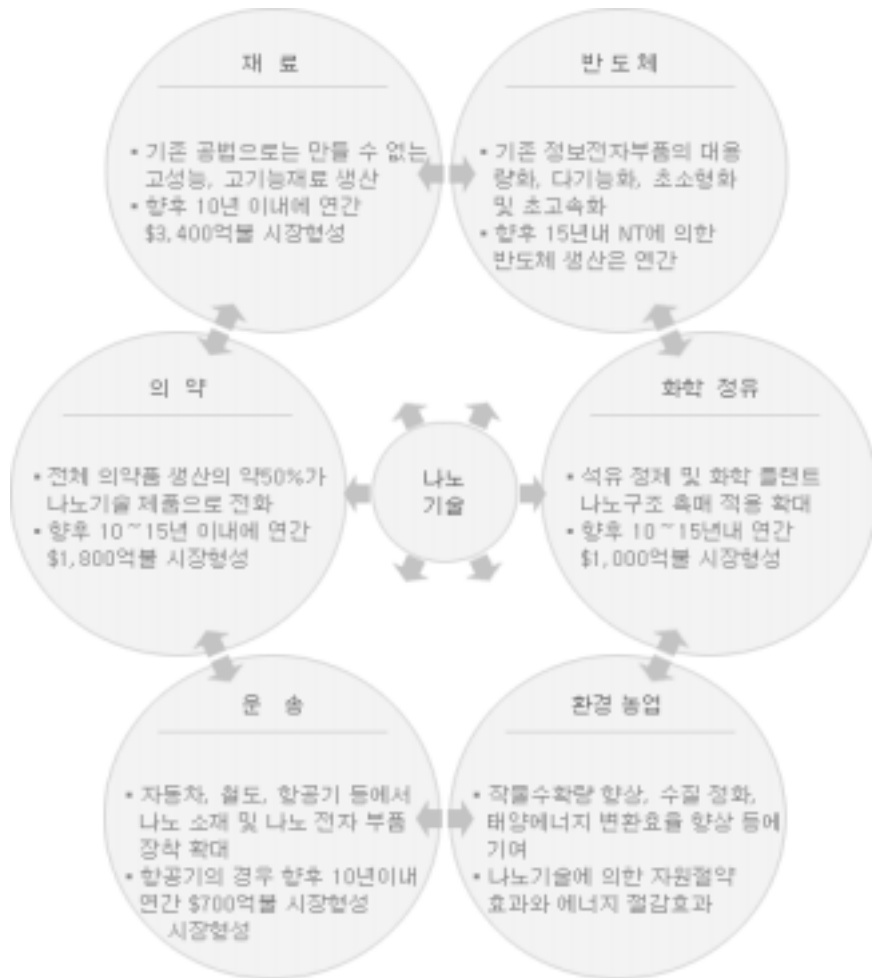 재 료
• 기존 공법으로는 만들 수 없는
고성능, 고기능재료 생산
• 향후 10년 이내에 연간
$3,400억불 시장형성
반 도 체
• 기존 정보전자부품의 대용
량화, 다기능화, 초소형화
및 초고속화
• 향후 15년내 NT에 의한
반도체 생산은 연간
의 약
• 전체 의약품 생산의 약50%가
나노기술 제품으로 전화
• 향후 10~15년 이내에 연간
$1,800억불 시장형성
나노
기술
화학 정유
• 석유 정제 및 화학 플랜트
나노구조 촉매 적용 확대
• 향후 10~15년내 연간
$1,000억불 시장형성
운 송
• 자동차, 철도, 항공기 등에서
나노 소재 및 나노 전자 부품
장착 확대
• 항공기의 경우 향후 10년이내
연간 $700억불 시장형성
시장형성
환경 농업
• 작물수확량 향상, 수질 정화,
태양에너지 변환효율 향상 등에
기여
• 나노기술에 의한 자원절약
효과와 에너지 절감효과